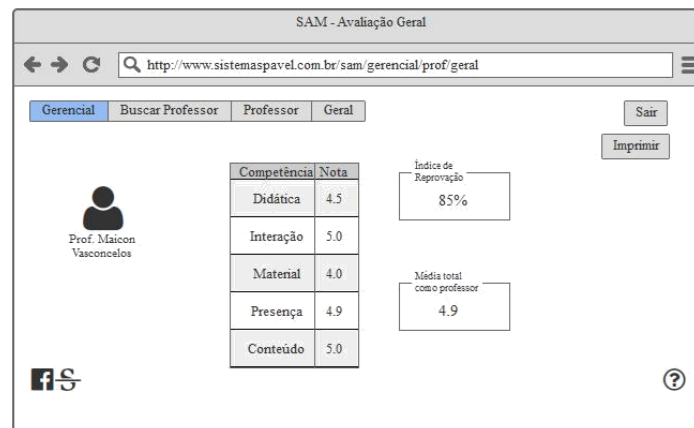 SAM - Avaliação Geral
http://www.sistemaspavel.com.br/sam/gerencial/prof/geral
Gerencial Buscar Professor Professor Geral
Sair
Imprimir
Prof. Maicon
Vasconcelos
Competência Nota
Didática 4.5
Interação 5.0
Material 4.0
Presença 4.9
Conteúdo 5.0
Índice de
Reprovação
85%
Média total
como professor
4.9